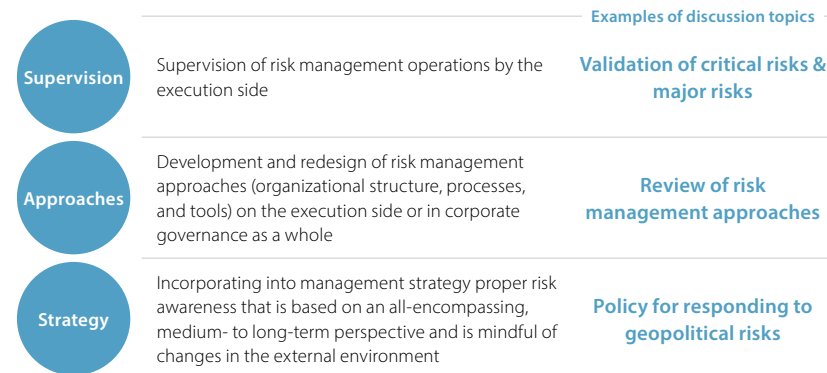 Examples of discussion topics
Supervision
Supervision of risk management operations by the
execution side
Validation of critical risks &
major risks
Approaches
Development and redesign of risk management
approaches (organizational structure, processes,
and tools) on the execution side or in corporate
governance as a whole
Review of risk
management approaches
Strategy
Incorporating into management strategy proper risk
awareness that is based on an all-encompassing,
medium- to long-term perspective and is mindful of
changes in the external environment
Policy for responding to
geopolitical risks